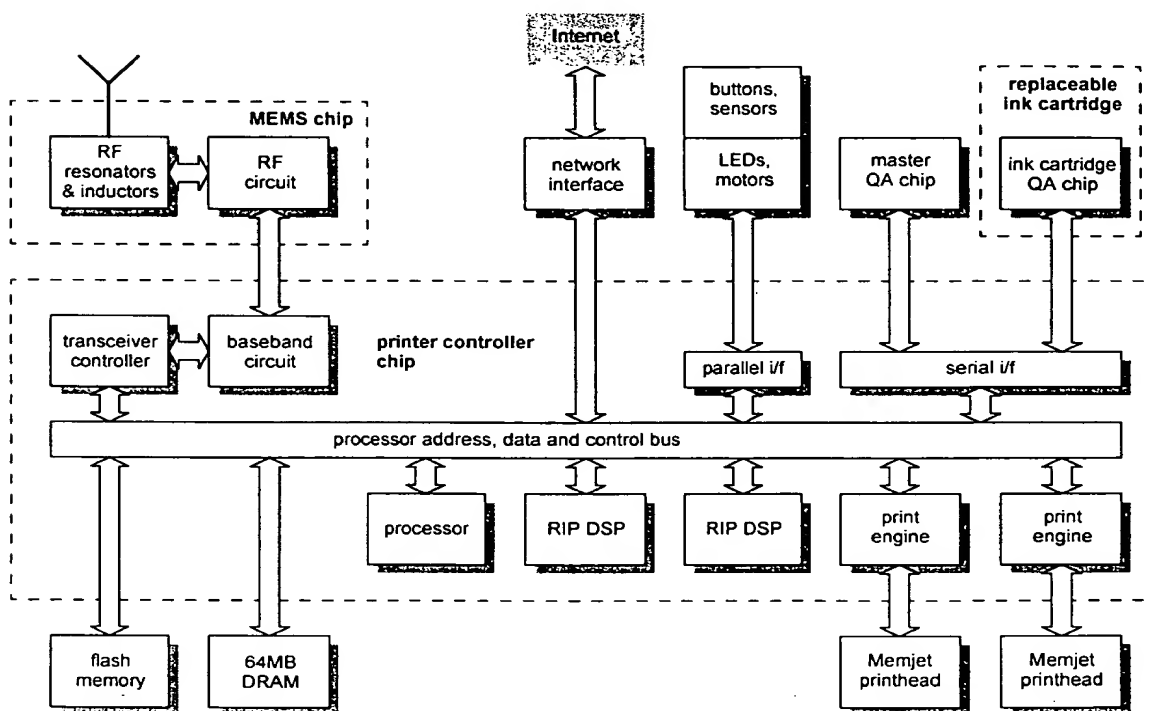 Internet
MEMS chip
RF
resonators
& inductors
RF
circuit
network
interface
buttons,
sensors
LEDs,
motors
master
QA chip
replaceable
ink cartridge
ink cartridge
QA chip
transceiver
controller
baseband
circuit
printer controller
chip
parallel i/f
serial i/f
processor address, data and control bus
processor
RIP DSP
RIP DSP
print
engine
print
engine
flash
memory
64MB
DRAM
Memjet
printhead
Memjet
printhead